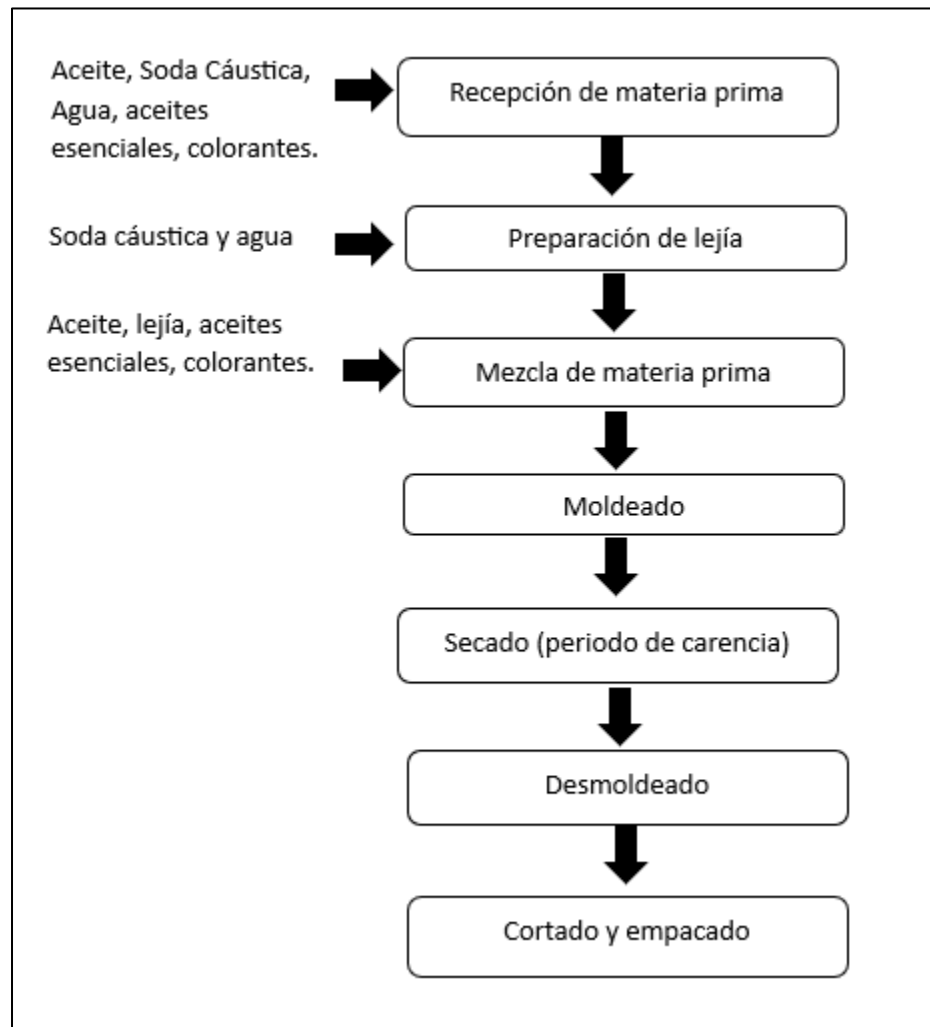 Aceite, Soda Cáustica,
Agua, aceites
esenciales, colorantes.
Recepción de materia prima
Soda cáustica y agua
Preparación de lejía
Aceite, lejía, aceites
esenciales, colorantes.
Mezcla de materia prima
Moldeado
Secado (periodo de carencia)
Desmoldeado
Cortado y empacado